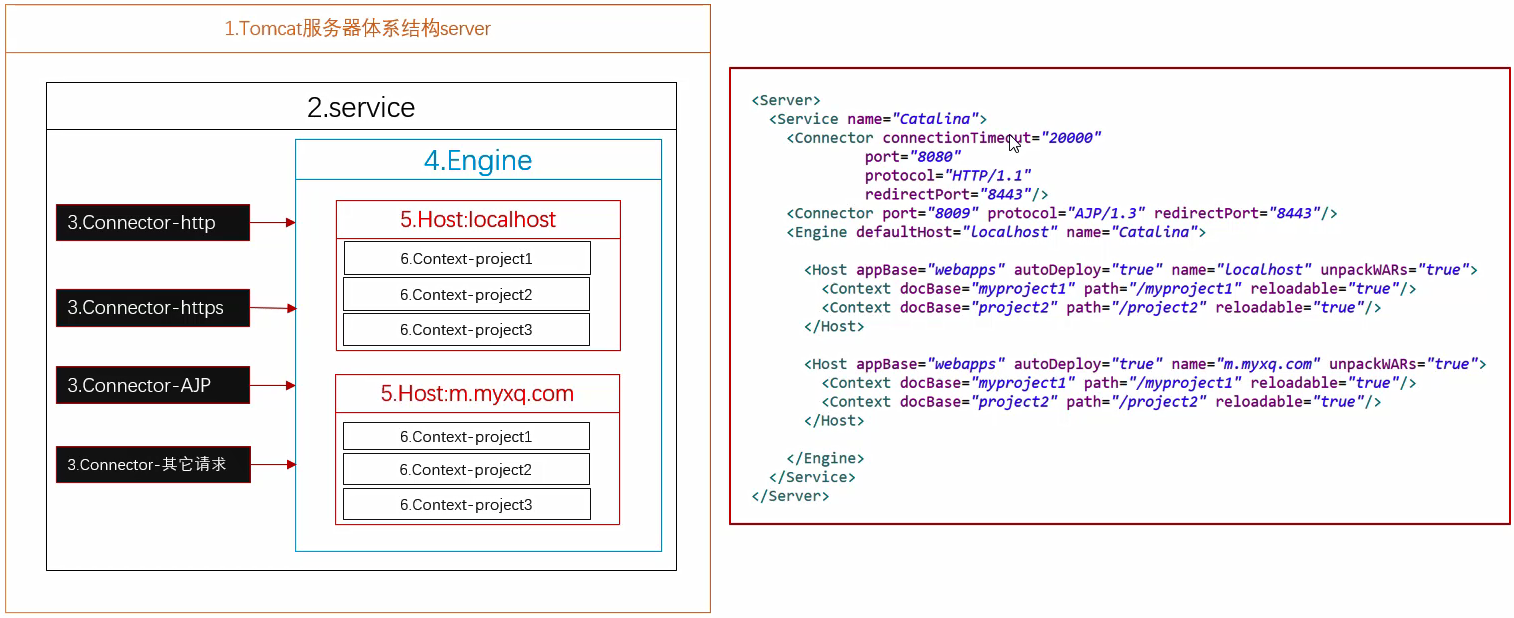 1.Tomcat服务器体系结构server
2.service
4.Engine
3.Connector-http
3.Connector-https
3.Connector-AJP
3.Connector-其它请求
5.Host:localhost
6.Context-project1
6.Context-project2
6.Context-project3
5.Host:m.myxq.com
6.Context-project1
6.Context-project2
6.Context-project3
<Server>
<Service name="Catalina">
<Connector connectionTimeout="20000"
port="8080"
protocol="HTTP/1.1"
redirectPort="8443"/>
<Connector port="8009" protocol="AJP/1.3" redirectPort="8443"/>
<Engine defaultHost="localhost" name="Catalina">
<Host appBase="webapps" autoDeploy="true" name="localhost" unpackWARs="true">
<Context docBase="myproject1" path="/myproject1" reloadable="true"/>
<Context docBase="project2" path="/project2" reloadable="true"/>
</Host>
<Host appBase="webapps" autoDeploy="true" name="m.myxq.com" unpackWARs="true">
<Context docBase="myproject1" path="/myproject1" reloadable="true"/>
<Context docBase="project2" path="/project2" reloadable="true"/>
</Host>
</Engine>
</Service>
</Server>